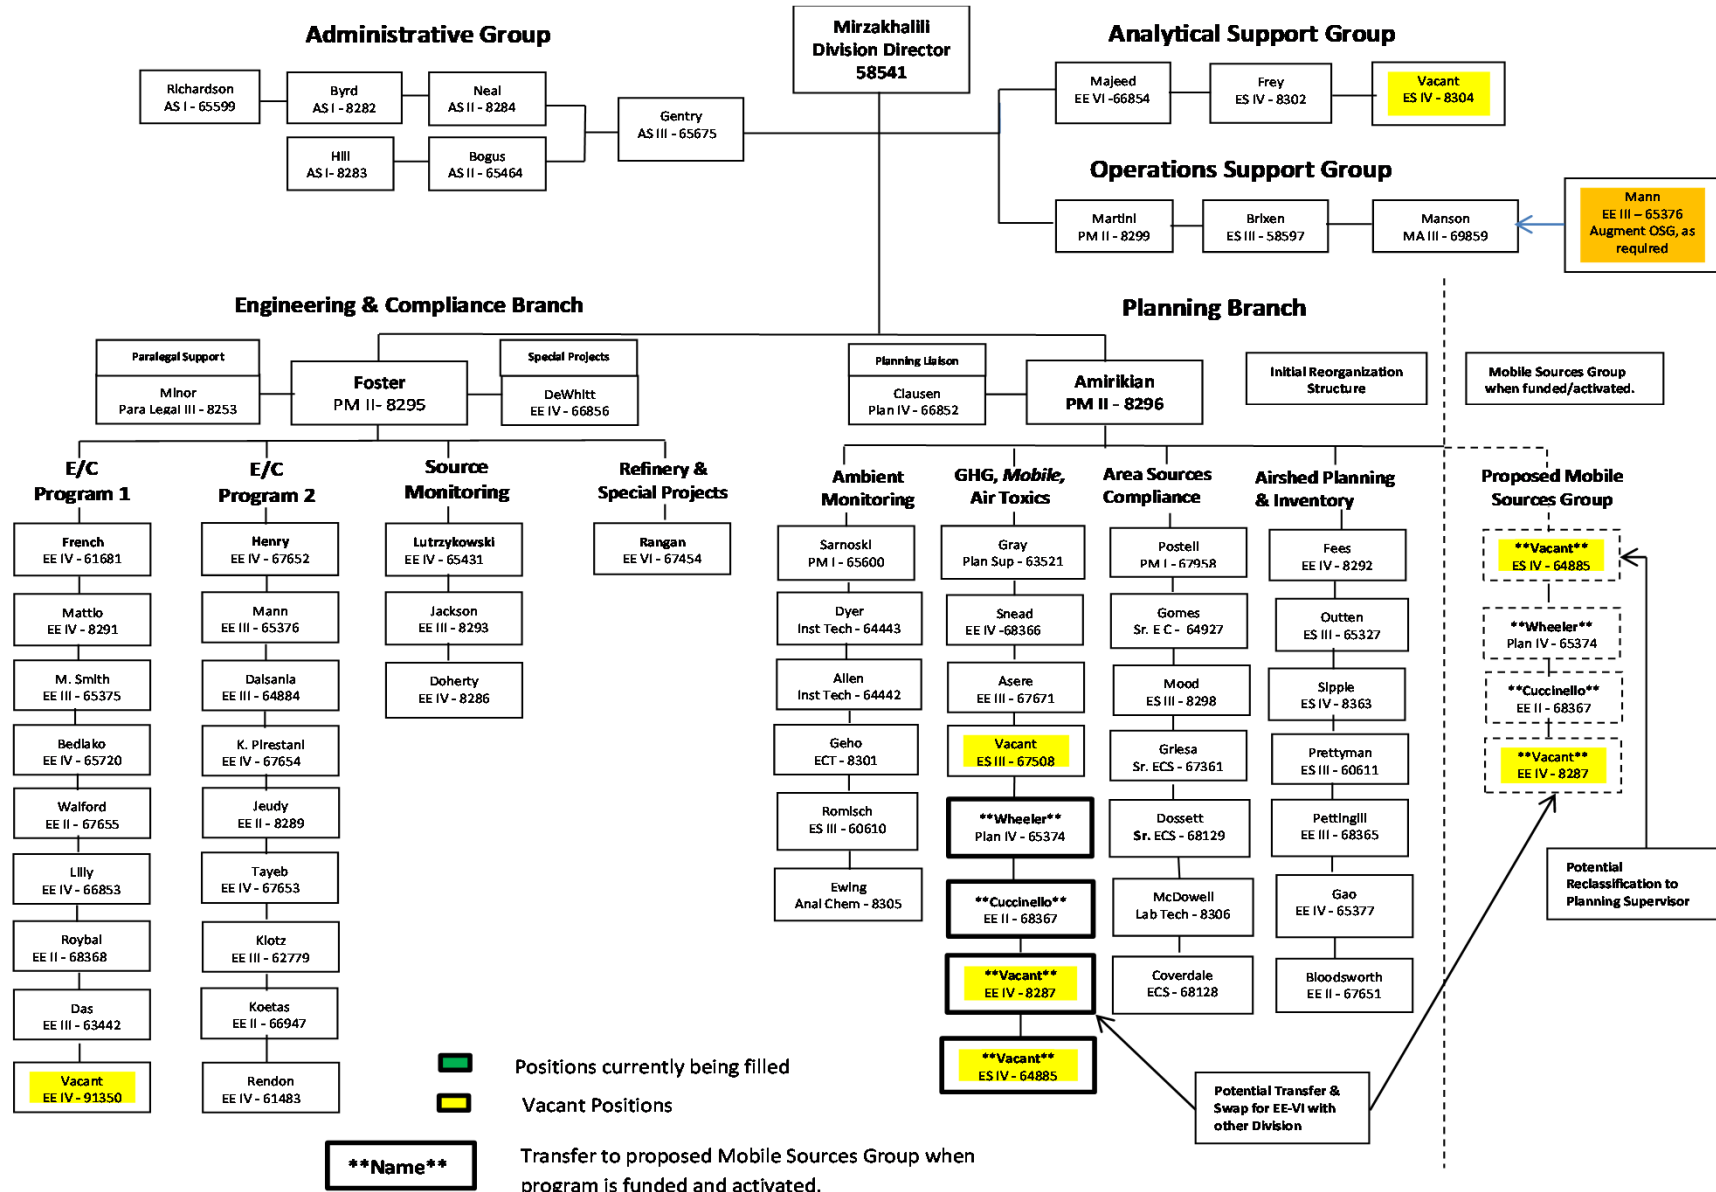 Administrative Group
Mirzakhalili
Division Director
58541
Analytical Support Group
Richardson
AS I - 65599
Byrd
AS I - 8282
Neal
AS II - 8284
Gentry
AS III - 65675
Hill
AS I- 8283
Bogus
AS II - 65464
Majeed
EE VI -66854
Frey
ES IV - 8302
Vacant
ES IV - 8304
Operations Support Group
Martini
PM II - 8299
Brixen
ES III - 58597
Manson
MA III - 69859
Mann
EE III – 65376
Augment OSG, as
required
Engineering & Compliance Branch
Planning Branch
Paralegal Support
Minor
Para Legal III - 8253
Foster
PM II- 8295
Special Projects
DeWhitt
EE IV - 66856
Planning Liaison
Clausen
Plan IV - 66852
Amirikian
PM II - 8296
Initial Reorganization
Structure
Mobile Sources Group
when funded/activated.
E/C
Program 1
French
EE IV - 61681
Mattio
EE IV - 8291
M. Smith
EE III - 65375
Bediako
EE IV - 65720
Walford
EE II - 67655
Lilly
EE IV - 66853
Roybal
EE II - 68368
Das
EE III - 63442
Vacant
EE IV - 91350
E/C
Program 2
Henry
EE IV - 67652
Mann
EE III - 65376
Dalsania
EE III - 64884
K. Pirestani
EE IV - 67654
Jeudy
EE II - 8289
Tayeb
EE IV - 67653
Klotz
EE III - 62779
Koetas
EE II - 66947
Rendon
EE IV - 61483
Source
Monitoring
Lutrzykowski
EE IV - 65431
Jackson
EE III - 8293
Doherty
EE IV - 8286
Refinery &
Special Projects
Rangan
EE VI - 67454
Ambient
Monitoring
Sarnoski
PM I - 65600
Dyer
Inst Tech - 64443
Allen
Inst Tech - 64442
Geho
ECT - 8301
Romisch
ES III - 60610
Ewing
Anal Chem - 8305
GHG, Mobile,
Air Toxics
Gray
Plan Sup - 63521
Snead
EE IV -68366
Asere
EE III - 67671
Vacant
ES III - 67508
**Wheeler**
Plan IV - 65374
**Cuccinello**
EE II - 68367
**Vacant**
EE IV - 8287
**Vacant**
ES IV - 64885
Area Sources
Compliance
Postell
PM I - 67958
Gomes
Sr. E C - 64927
Mood
ES III - 8298
Griesa
Sr. ECS - 67361
Dossett
Sr. ECS - 68129
McDowell
Lab Tech - 8306
Coverdale
ECS - 68128
Airshed Planning
& Inventory
Fees
EE IV - 8292
Outten
ES III - 65327
Sipple
ES IV - 8363
Prettyman
ES III - 60611
Pettingill
EE III - 68365
Gao
EE IV - 65377
Bloodsworth
EE II - 67651
Proposed Mobile
Sources Group
**Vacant**
ES IV - 64885
**Wheeler**
Plan IV - 65374
**Cuccinello**
EE II - 68367
**Vacant**
EE IV - 8287
Potential
Reclassification to
Planning Supervisor
Potential Transfer &
Swap for EE-VI with
other Division
Positions currently being filled
Vacant Positions
**Name**
Transfer to proposed Mobile Sources Group when
program is funded and activated.